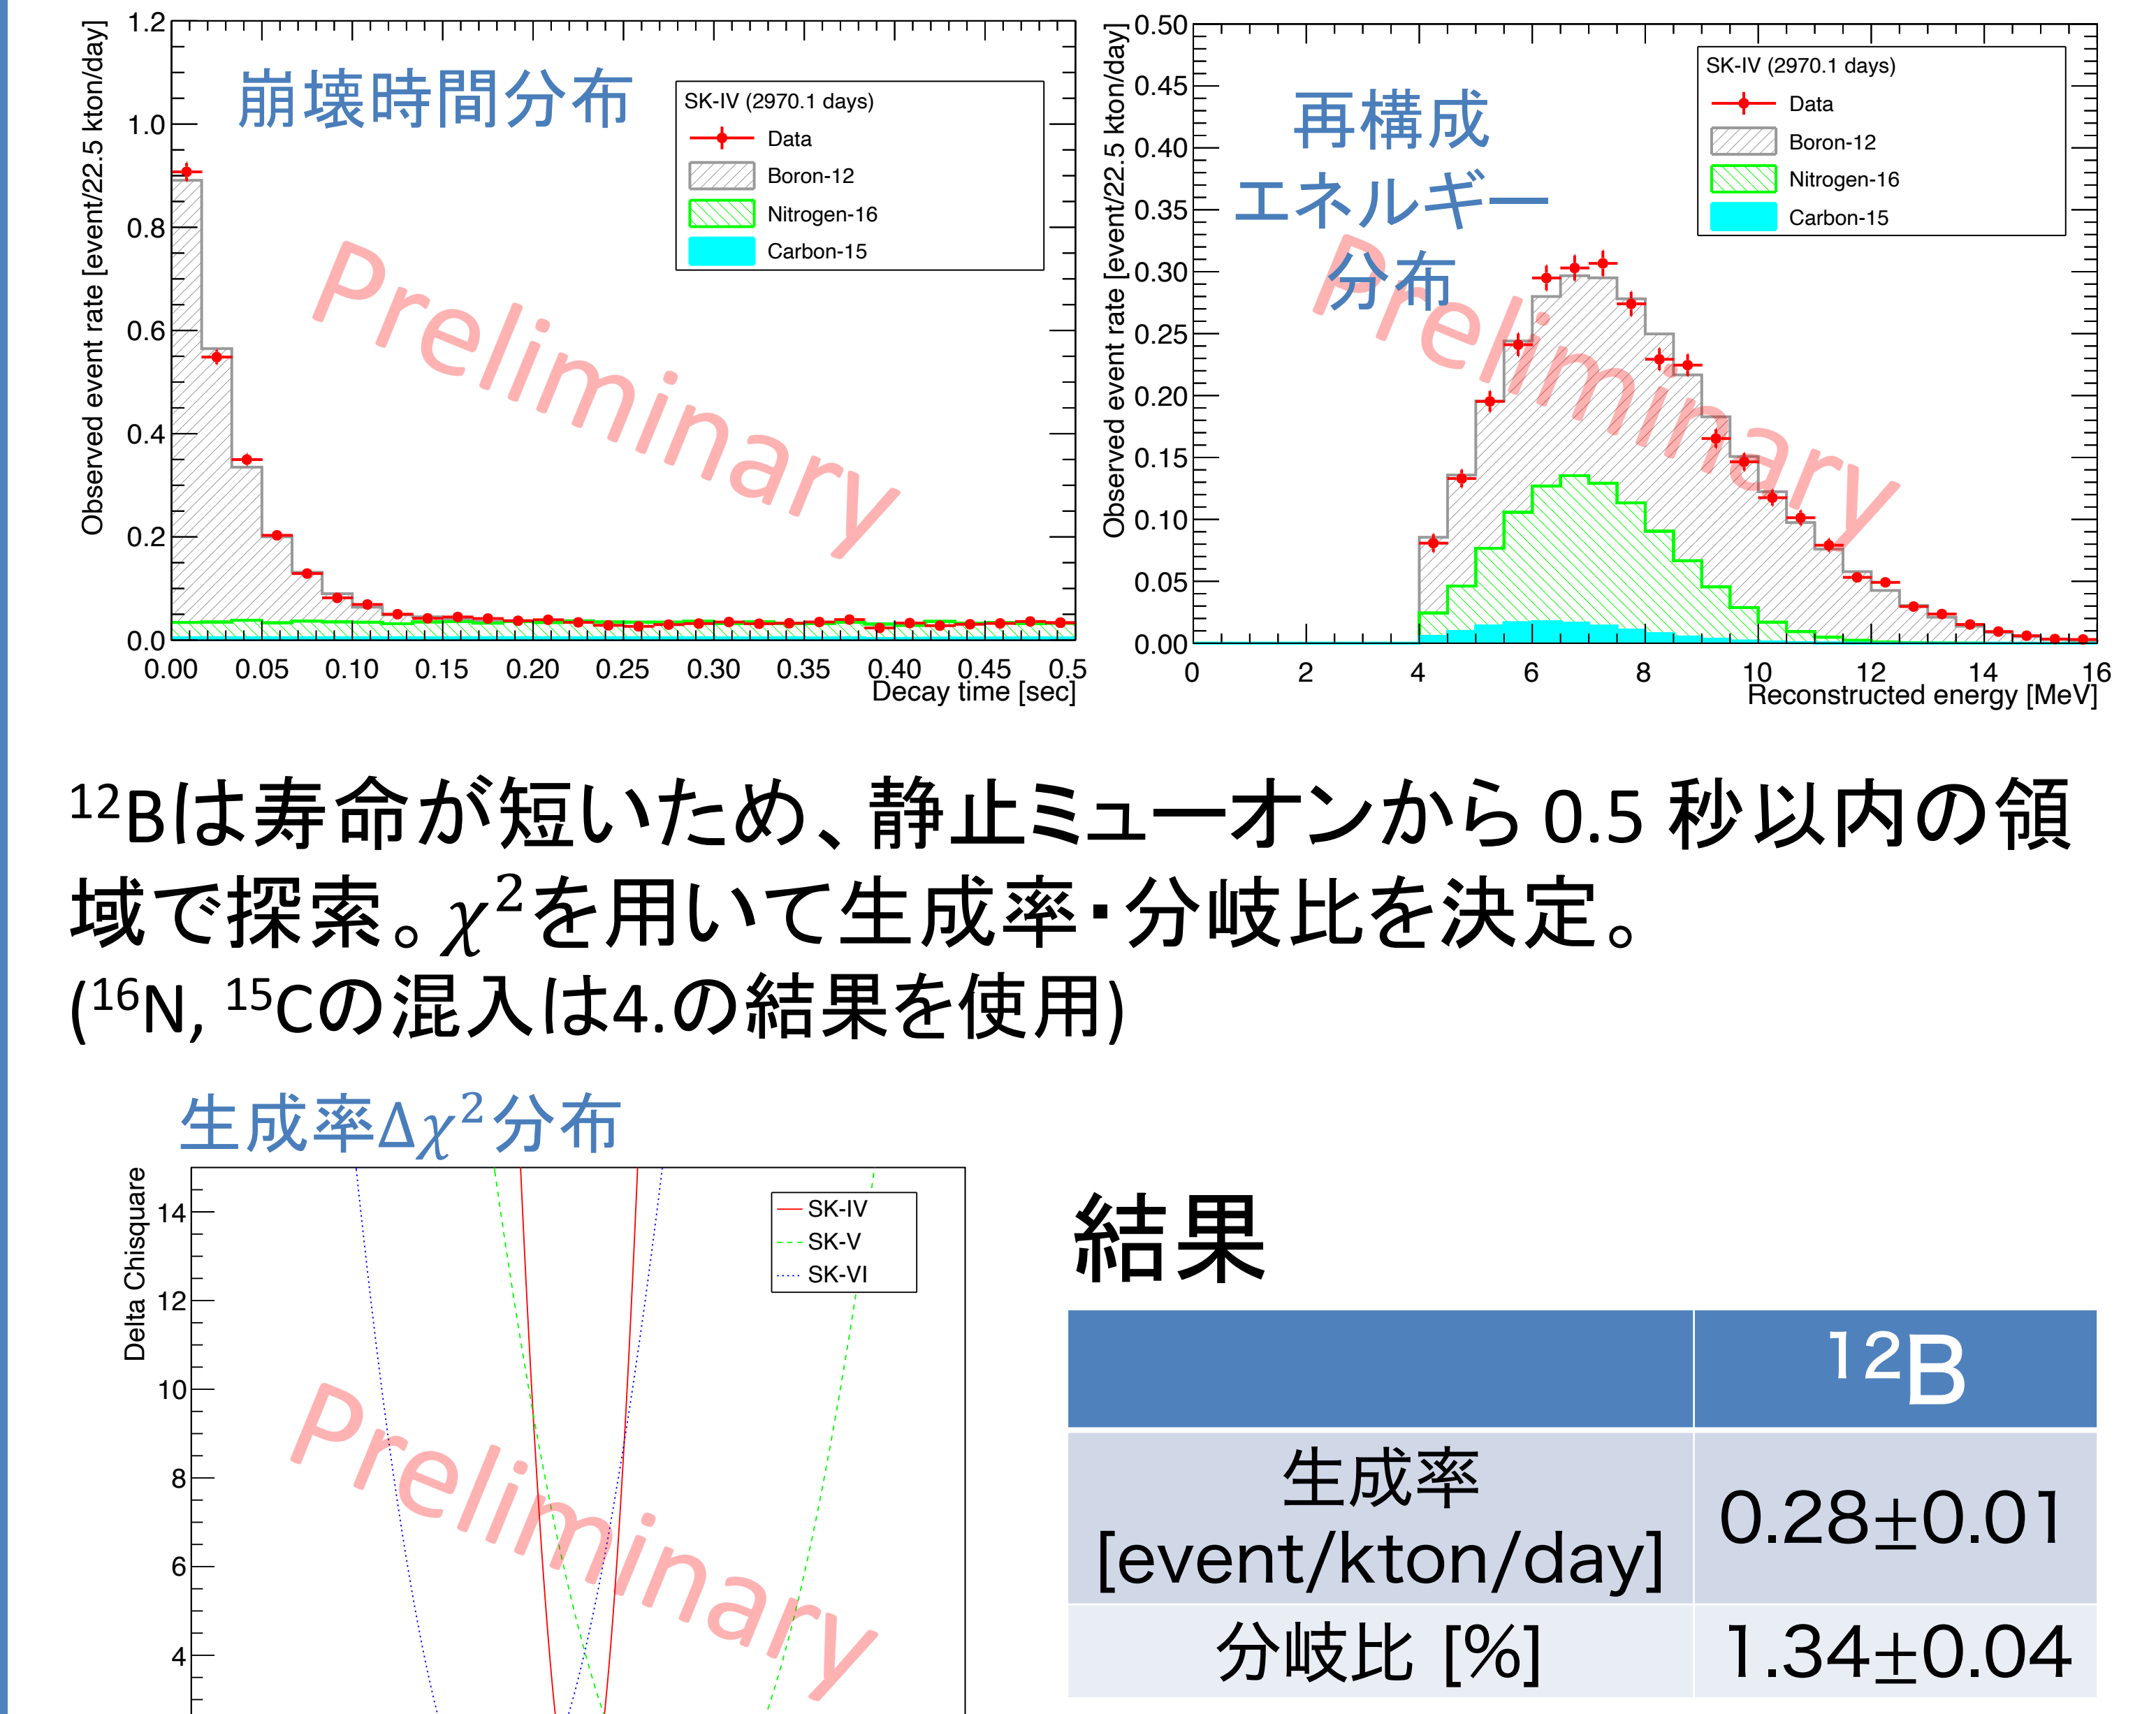 Observed event rate [event/22.5 kton/day]
1.2
1.0
0.8
0.6
0.4
0.2
0.0
崩壊時間分布
SK-IV (2970.1 days)
Data
Boron-12
Nitrogen-16
Carbon-15
Preliminary
0.00 0.05 0.10 0.15 0.20 0.25 0.30 0.35 0.40 0.45 0.5
Decay time [sec]
Observed event rate [event/22.5 kton/day]
0.50
0.45
0.40
0.35
0.30
0.25
0.20
0.15
0.10
0.05
0.00
再構成
エネルギー
分布
SK-IV (2970.1 days)
Data
Boron-12
Nitrogen-16
Carbon-15
Preliminary
0 2 4 6 8 10 12 14 16
Reconstructed energy [MeV]
¹²Bは寿命が短いため、静止ミューオンから 0.5 秒以内の領
域で探索。χ²を用いて生成率・分岐比を決定。
(¹⁶N, ¹⁵Cの混入は4.の結果を使用)
生成率Δχ²分布
Delta Chisquare
14
12
10
8
6
4
SK-IV
SK-V
SK-VI
Preliminary
結果
¹²B
生成率
[event/kton/day] 0.28±0.01
分岐比 [%] 1.34±0.04